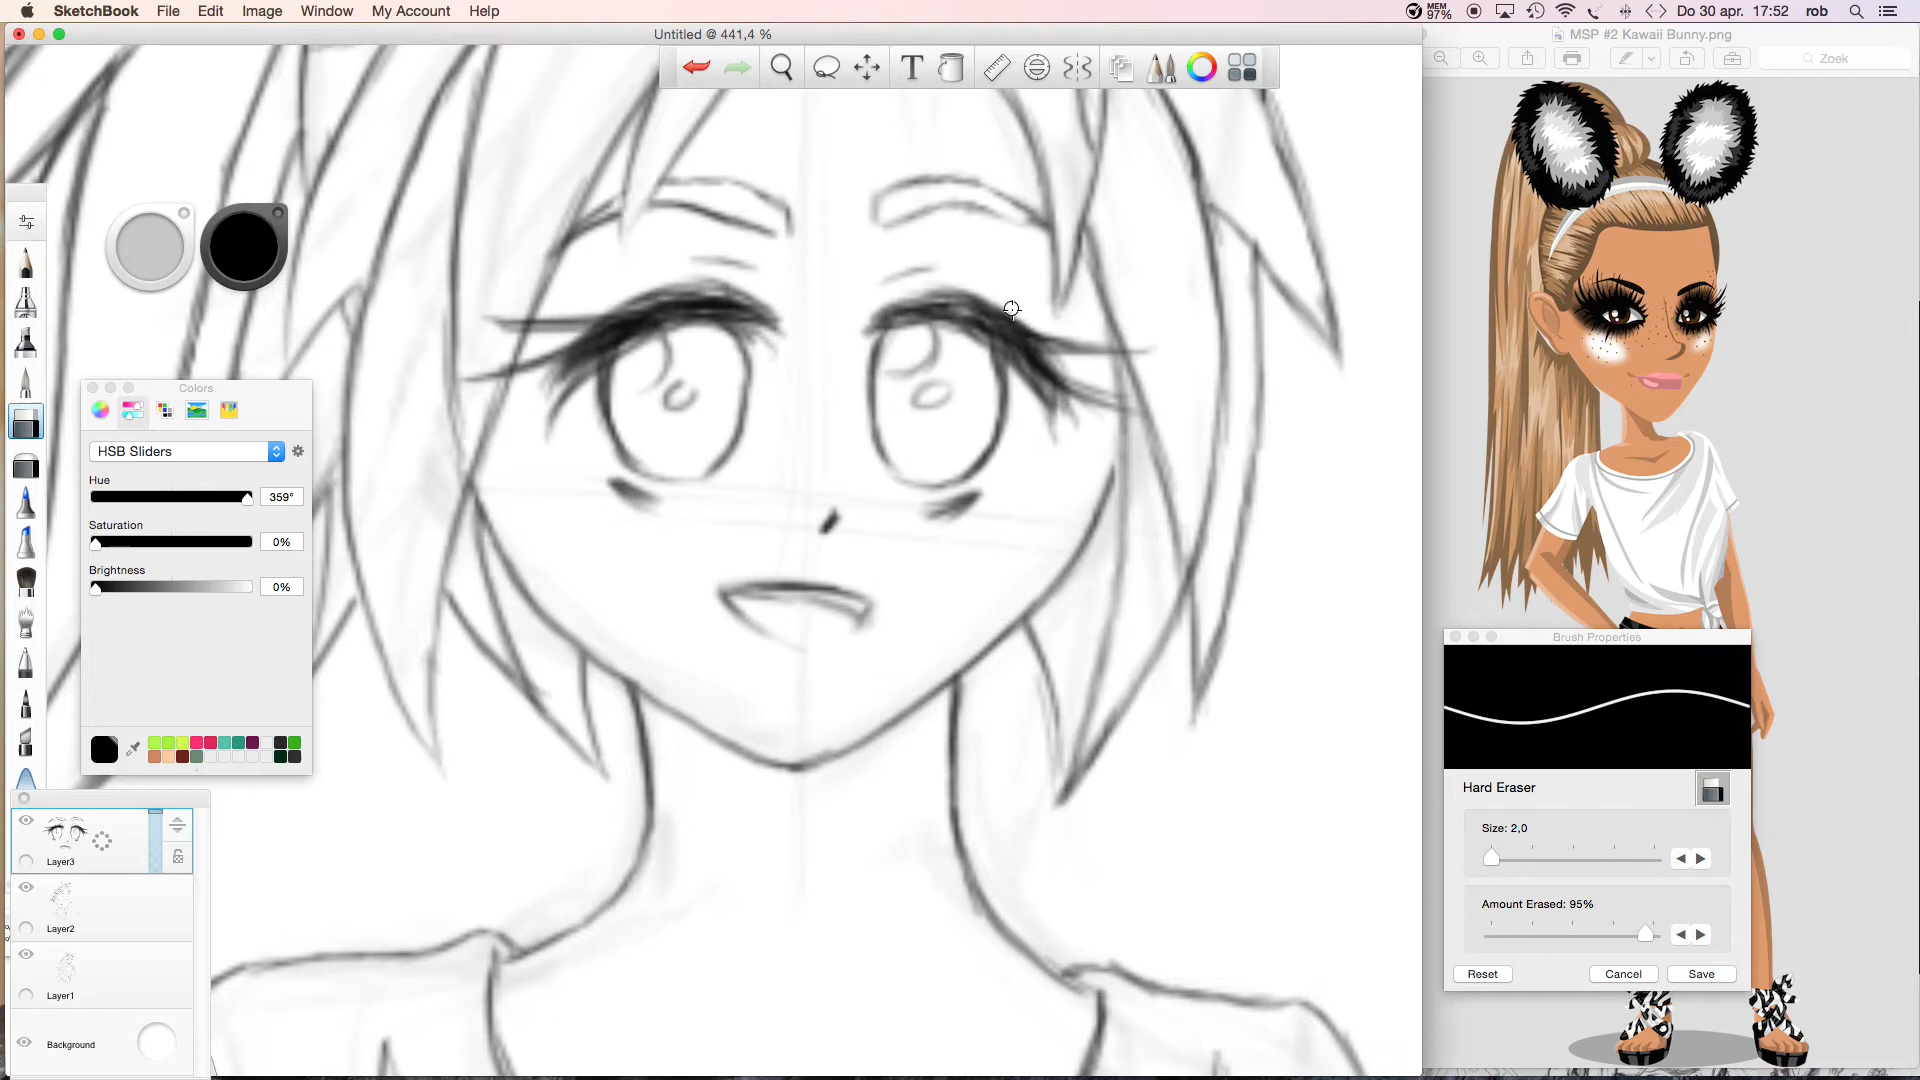 SketchBook File Edit Image Window My Account Help
MEM 97% Do 30 apr. 17:52 rob
Untitled @ 441,4 %
MSP #2 Kawaii Bunny.png
Zoek
T
Colors
HSB Sliders
Hue
359°
Saturation
0%
Brightness
0%
Layer3
Layer2
Layer1
Background
Brush Properties
Hard Eraser
Size: 2,0
Amount Erased: 95%
Reset Cancel Save